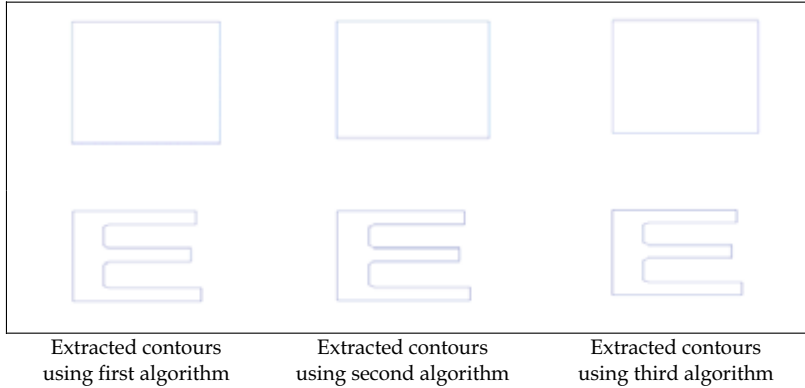 Extracted contours
using first algorithm
Extracted contours
using second algorithm
Extracted contours
using third algorithm